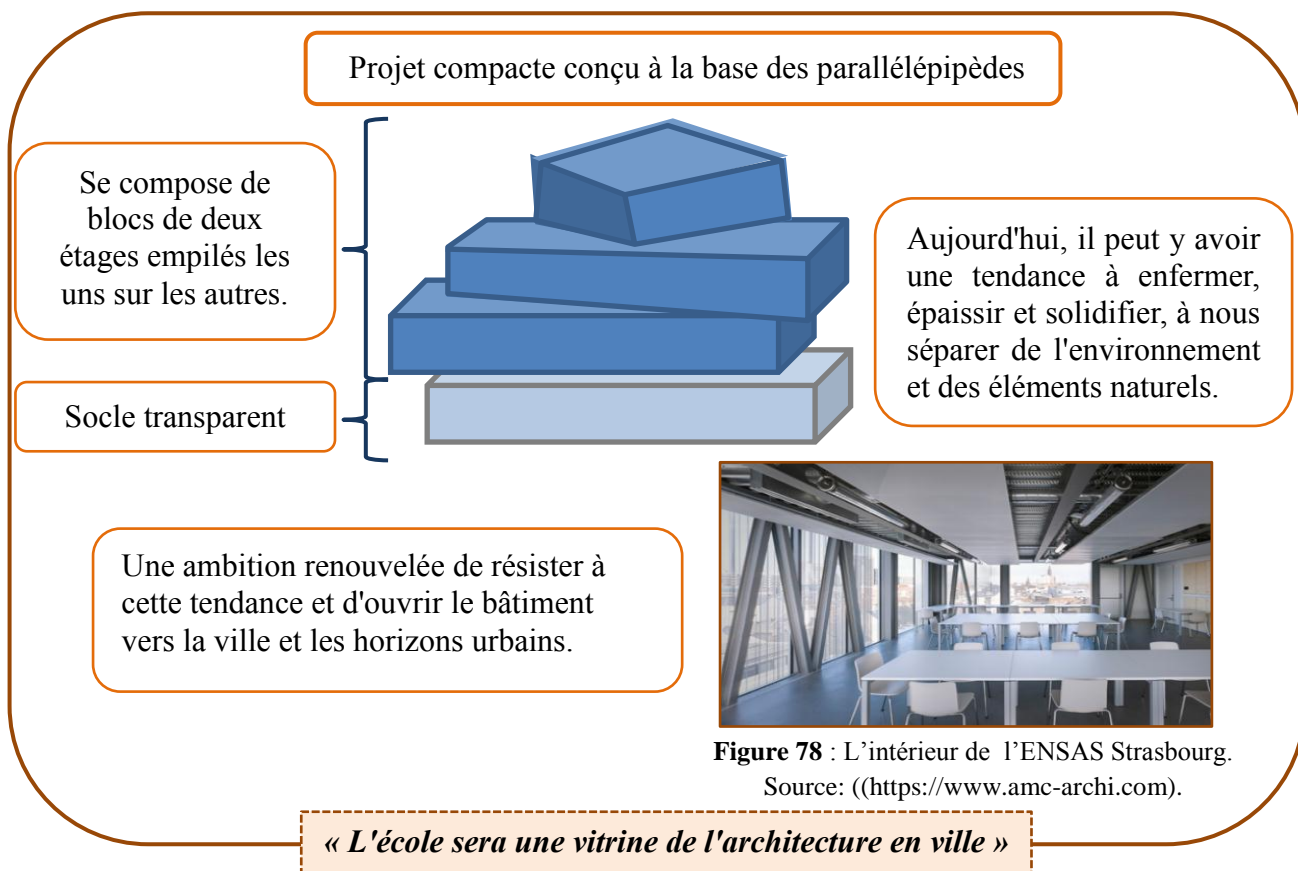 Projet compacte conçu à la base des parallélépipèdes
Se compose de
blocs de deux
étages empilés les
uns sur les autres.
Socle transparent
Aujourd'hui, il peut y avoir
une tendance à enfermer,
épaissir et solidifier, à nous
séparer de l'environnement
et des éléments naturels.
Une ambition renouvelée de résister à
cette tendance et d'ouvrir le bâtiment
vers la ville et les horizons urbains.
Figure 78 : L’intérieur de l’ENSAS Strasbourg.
Source: ((https://www.amc-archi.com).
« L'école sera une vitrine de l'architecture en ville »